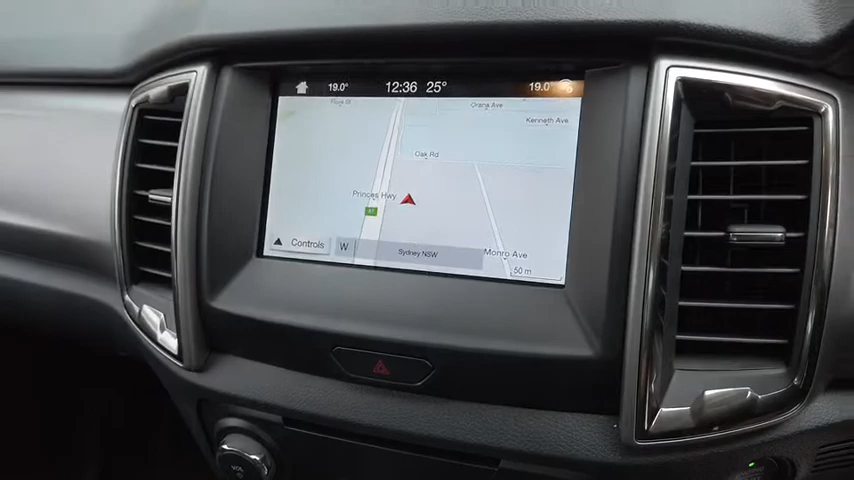 19.0° 12:36 25° 19.0°
Orana Ave
Kenneth Ave
Oak Rd
Princes Hwy
Controls W Sydney NSW Monro Ave
50 m
VOL